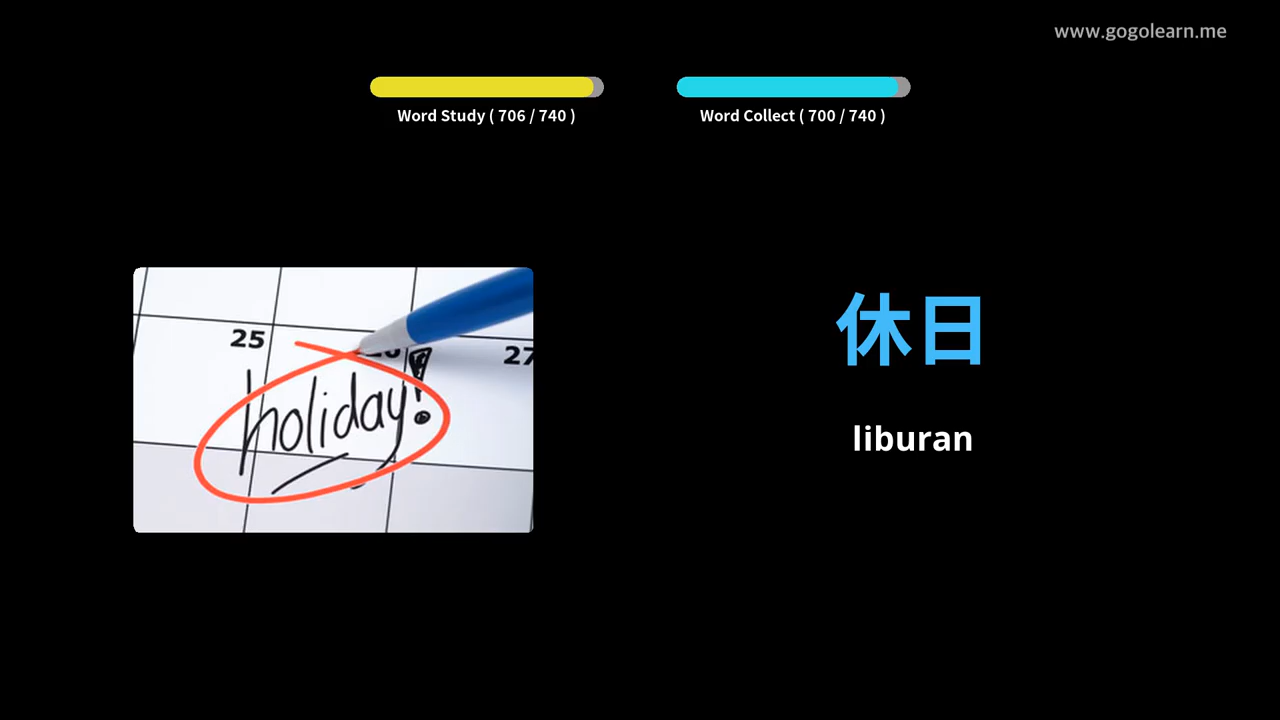 www.gogolearn.me
Word Study ( 706 / 740 )
Word Collect ( 700 / 740 )
25
27
holiday!
休日
liburan